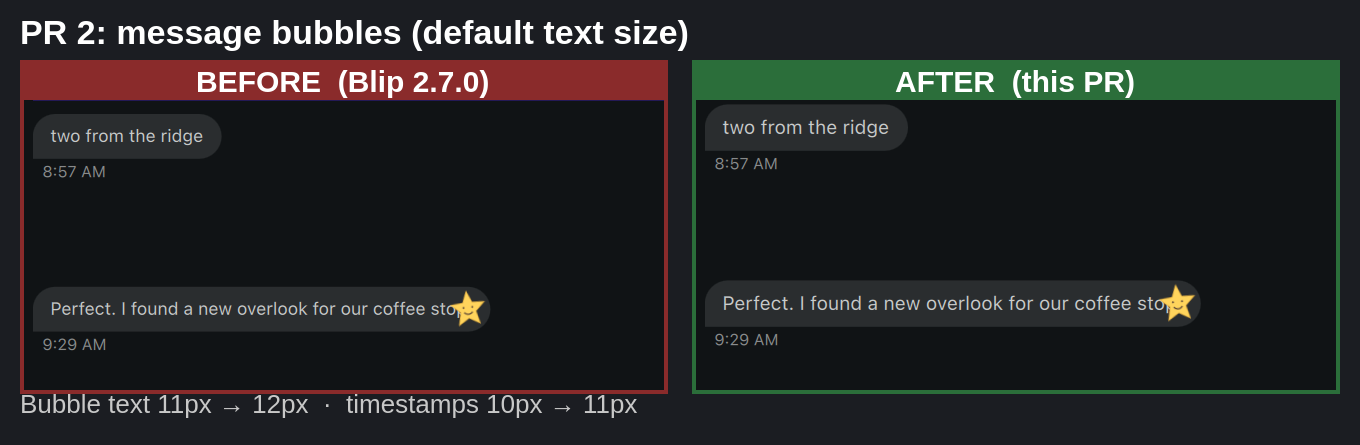 PR 2: message bubbles (default text size)
BEFORE (Blip 2.7.0)
two from the ridge
8:57 AM
Perfect. I found a new overlook for our coffee stop
9:29 AM
AFTER (this PR)
two from the ridge
8:57 AM
Perfect. I found a new overlook for our coffee stop
9:29 AM
Bubble text 11px → 12px · timestamps 10px → 11px